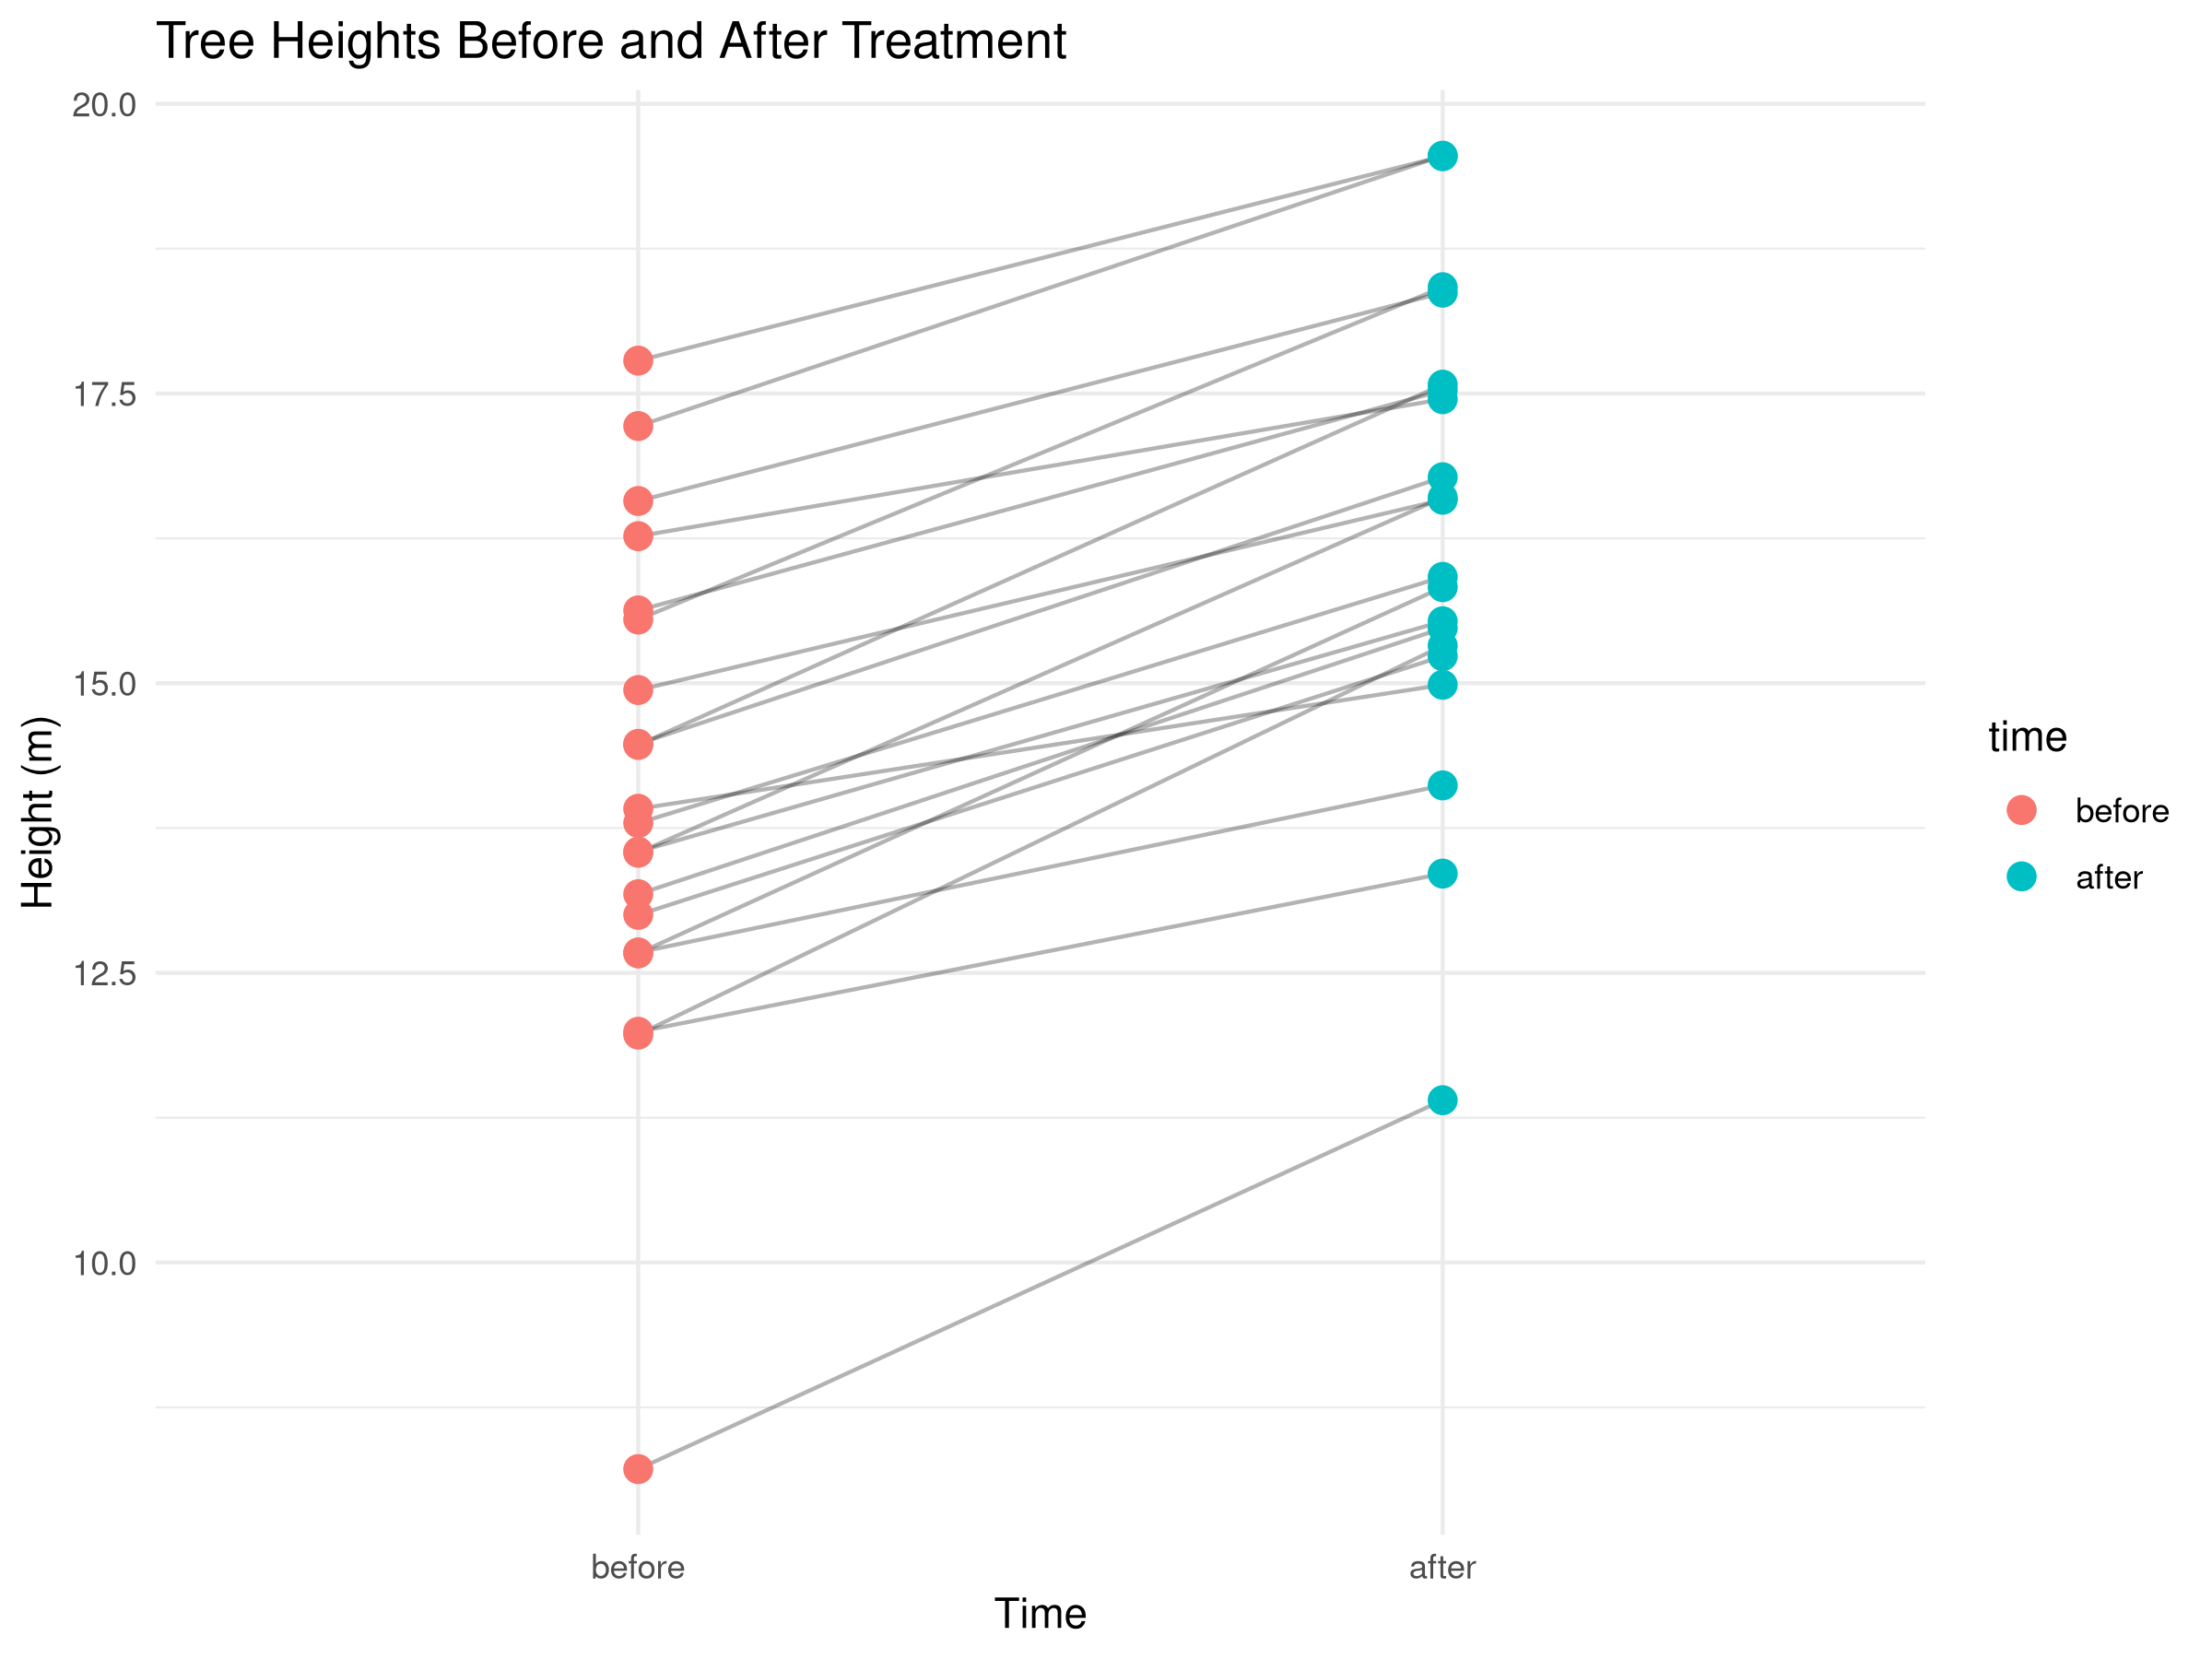 Tree Heights Before and After Treatment
20.0
17.5
15.0
12.5
10.0
Height (m)
before
after
Time
time
before
after